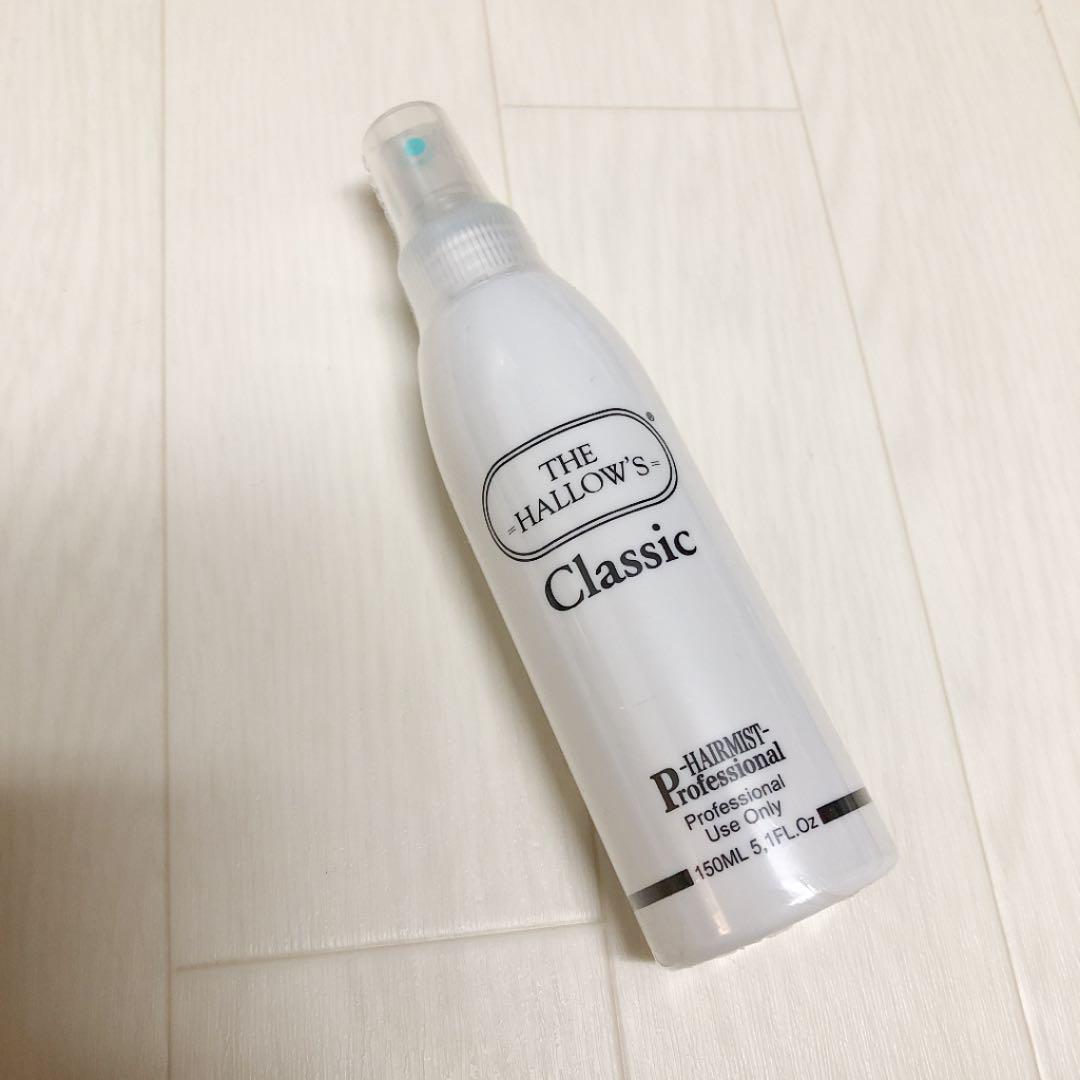 THE
=HALLOW'S=
®
Classic
-HAIRMIST-
Professional
Professional
Use Only
150ML 5,1FL.Oz